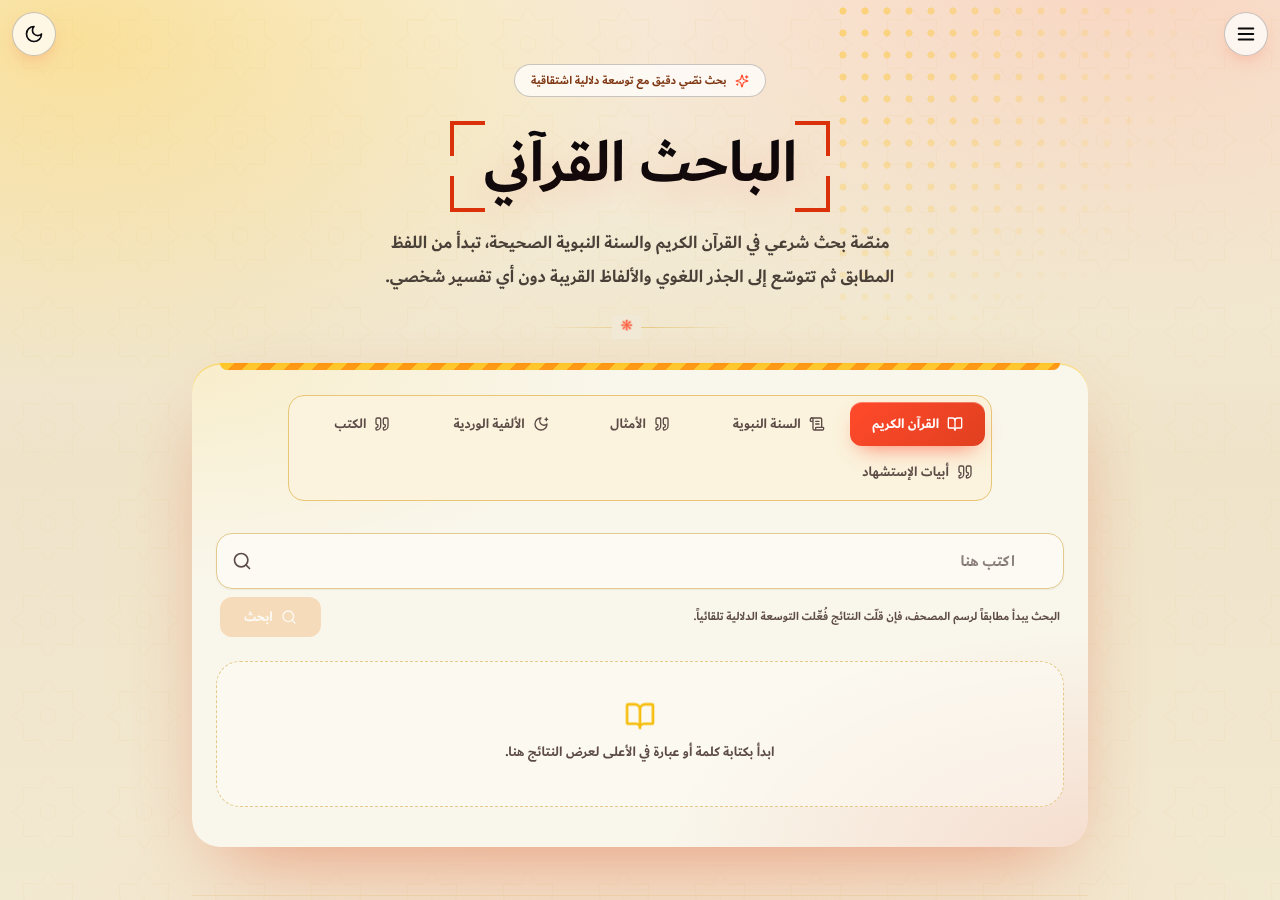 بحث نصّي دقيق مع توسعة دلالية اشتقاقية
الباحث القرآني
منصّة بحث شرعي في القرآن الكريم والسنة النبوية الصحيحة، تبدأ من اللفظ
المطابق ثم تتوسّع إلى الجذر اللغوي والألفاظ القريبة دون أي تفسير شخصي.
القرآن الكريم
السنة النبوية
الأمثال
الألفية الوردية
الكتب
أبيات الإستشهاد
اكتب هنا
البحث يبدأ مطابقاً لرسم المصحف، فإن قلّت النتائج فُعِّلت التوسعة الدلالية تلقائياً.
ابحث
ابدأ بكتابة كلمة أو عبارة في الأعلى لعرض النتائج هنا.